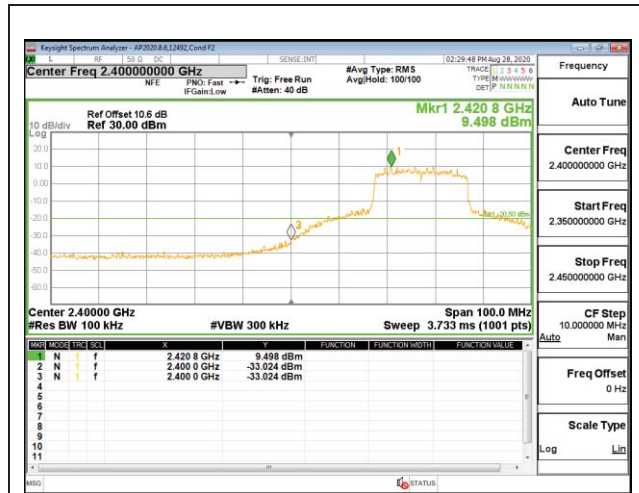 Keysight Spectrum Analyzer - AP2020.8.6,12492,Cond F2
L RF 50 Ω DC SENSE:INT 02:29:48 PM Aug 28, 2020
Center Freq 2.400000000 GHz
NFE PNO: Fast IFGain:Low
Trig: Free Run
#Atten: 40 dB
#Avg Type: RMS
Avg|Hold: 100/100
TRACE 1 2 3 4 5 6
TYPE M WWWWW
DET P N N N N N
Frequency
Auto Tune
Center Freq
2.400000000 GHz
Start Freq
2.350000000 GHz
Stop Freq
2.450000000 GHz
CF Step
10.000000 MHz
Auto Man
Freq Offset
0 Hz
Scale Type
Log Lin
Ref Offset 10.6 dB
10 dB/div Ref 30.00 dBm
Log
Mkr1 2.420 8 GHz
9.498 dBm
20.0
10.0
0.00
-10.0
-20.0
-30.0
-40.0
-50.0
-60.0
1
-20.50 dBm
Center 2.40000 GHz Span 100.0 MHz
#Res BW 100 kHz #VBW 300 kHz Sweep 3.733 ms (1001 pts)
MKR MODE TRC SCL X Y FUNCTION FUNCTION WIDTH FUNCTION VALUE
1 N 1 f 2.420 8 GHz 9.498 dBm
2 N 1 f 2.400 0 GHz -33.024 dBm
3 N 1 f 2.400 0 GHz -33.024 dBm
4
5
6
7
8
9
10
11
MSG STATUS